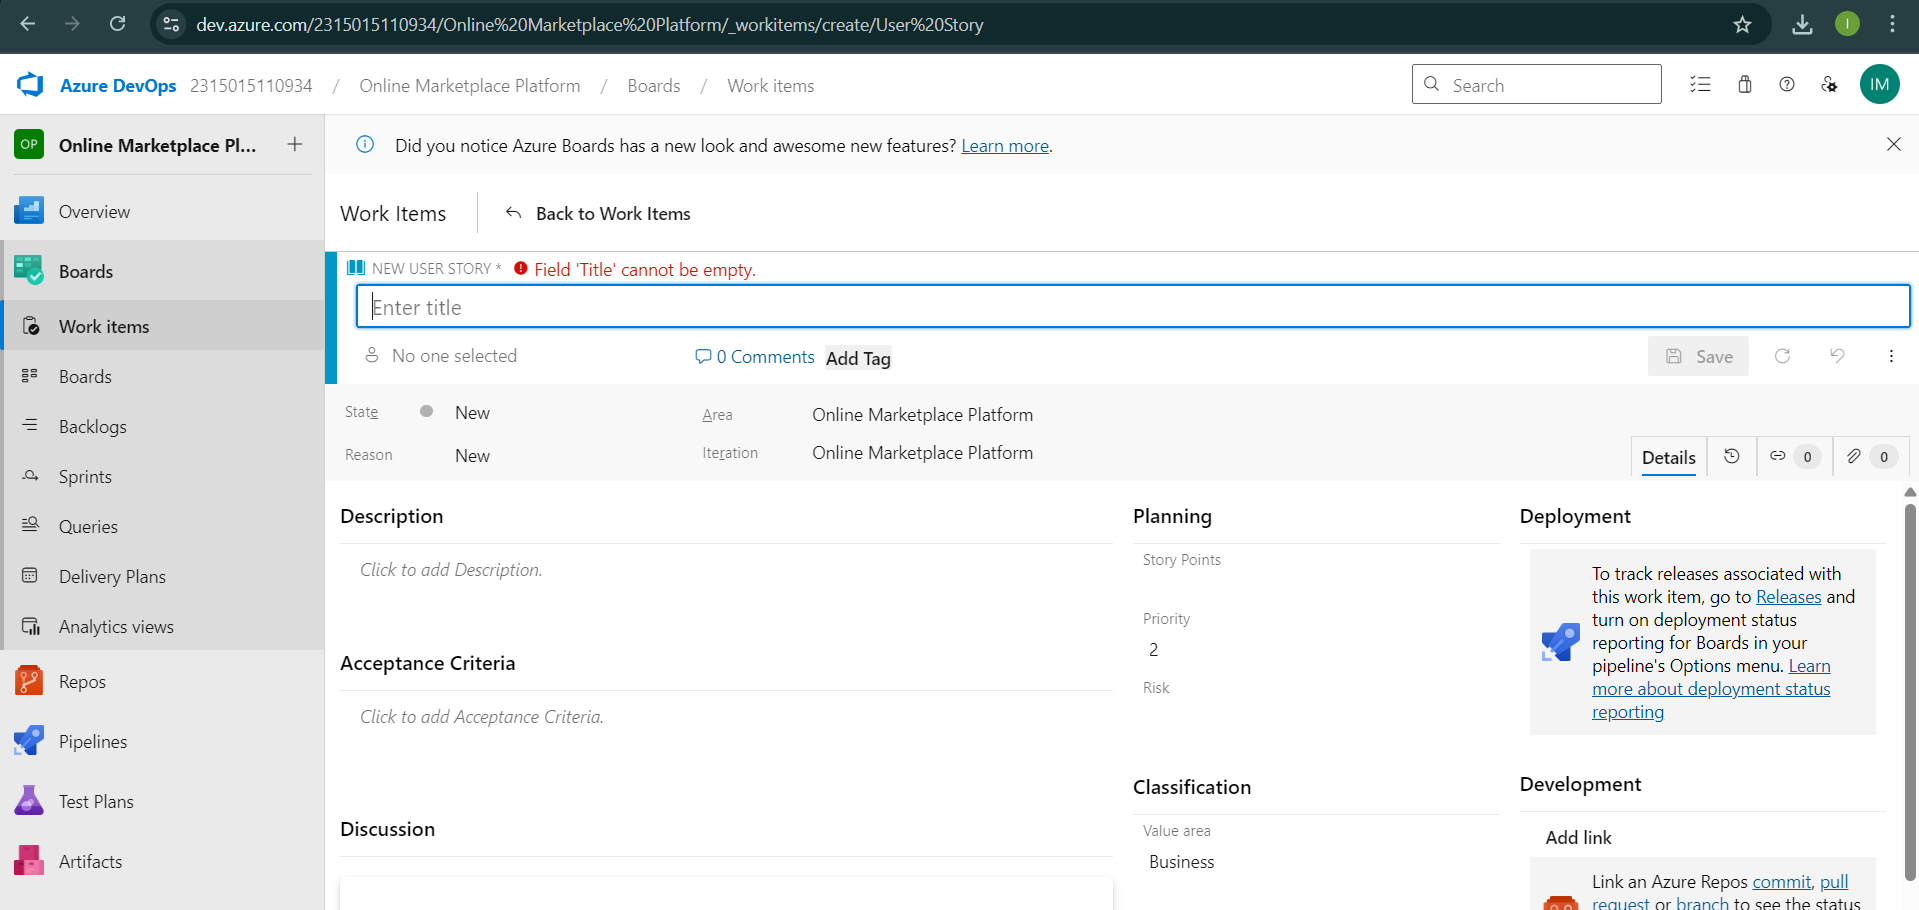 dev.azure.com/2315015110934/Online%20Marketplace%20Platform/_workitems/create/User%20Story
I
Azure DevOps 2315015110934 / Online Marketplace Platform / Boards / Work items
Search
IM
OP Online Marketplace Pl...
Overview
Boards
Work items
Boards
Backlogs
Sprints
Queries
Delivery Plans
Analytics views
Repos
Pipelines
Test Plans
Artifacts
Did you notice Azure Boards has a new look and awesome new features? Learn more.
Work Items Back to Work Items
NEW USER STORY * Field 'Title' cannot be empty.
Enter title
No one selected 0 Comments Add Tag Save
State New Area Online Marketplace Platform
Reason New Iteration Online Marketplace Platform
Details 0 0
Description
Click to add Description.
Acceptance Criteria
Click to add Acceptance Criteria.
Discussion
Planning
Story Points
Priority
2
Risk
Classification
Value area
Business
Deployment
To track releases associated with
this work item, go to Releases and
turn on deployment status
reporting for Boards in your
pipeline's Options menu. Learn
more about deployment status
reporting
Development
Add link
Link an Azure Repos commit, pull
request or branch to see the status